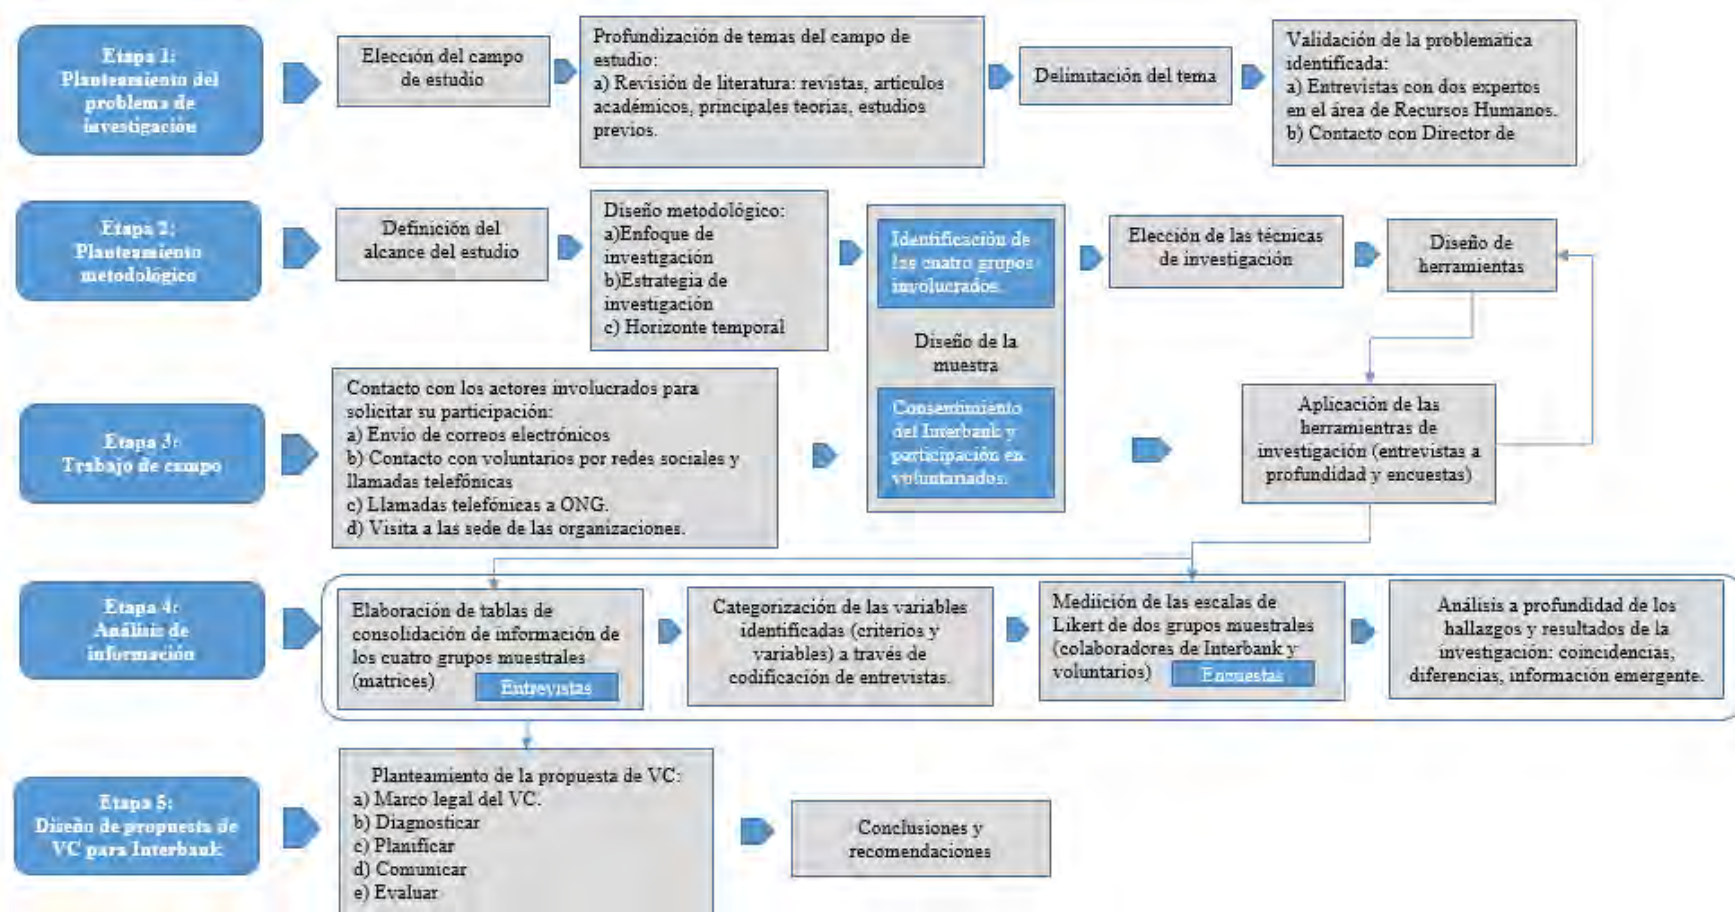 Etapa 1:
Planteamiento del
problema de
investigación
Elección del campo
de estudio
Profundización de temas del campo de
estudio:
a) Revisión de literatura: revistas, artículos
académicos, principales teorías, estudios
previos.
Delimitación del tema
Validación de la problemática
identificada:
a) Entrevistas con dos expertos
en el área de Recursos Humanos.
b) Contacto con Director de
Etapa 2:
Planteamiento
metodológico
Definición del
alcance del estudio
Diseño metodológico:
a)Enfoque de
investigación
b)Estrategia de
investigación
c) Horizonte temporal
Identificación de
los cuatro grupos
involucrados.
Diseño de la
muestra
Consentimiento
del Interbank y
participación en
voluntariados.
Elección de las técnicas
de investigación
Diseño de
herramientas
Etapa 3:
Trabajo de campo
Contacto con los actores involucrados para
solicitar su participación:
a) Envío de correos electrónicos
b) Contacto con voluntarios por redes sociales y
llamadas telefónicas
c) Llamadas telefónicas a ONG.
d) Visita a las sede de las organizaciones.
Aplicación de las
herramientras de
investigación (entrevistas a
profundidad y encuestas)
Etapa 4:
Análisis de
información
Elaboración de tablas de
consolidación de información de
los cuatro grupos muestrales
(matrices)
Entrevistas
Categorización de las variables
identificadas (criterios y
variables) a través de
codificación de entrevistas.
Mediición de las escalas de
Likert de dos grupos muestrales
(colaboradores de Interbank y
voluntarios)
Encuestas
Análisis a profundidad de los
hallazgos y resultados de la
investigación: coincidencias,
diferencias, información emergente.
Etapa 5:
Diseño de propuesta de
VC para Interbank
Planteamiento de la propuesta de VC:
a) Marco legal del VC.
b) Diagnosticar
c) Planificar
d) Comunicar
e) Evaluar
Conclusiones y
recomendaciones